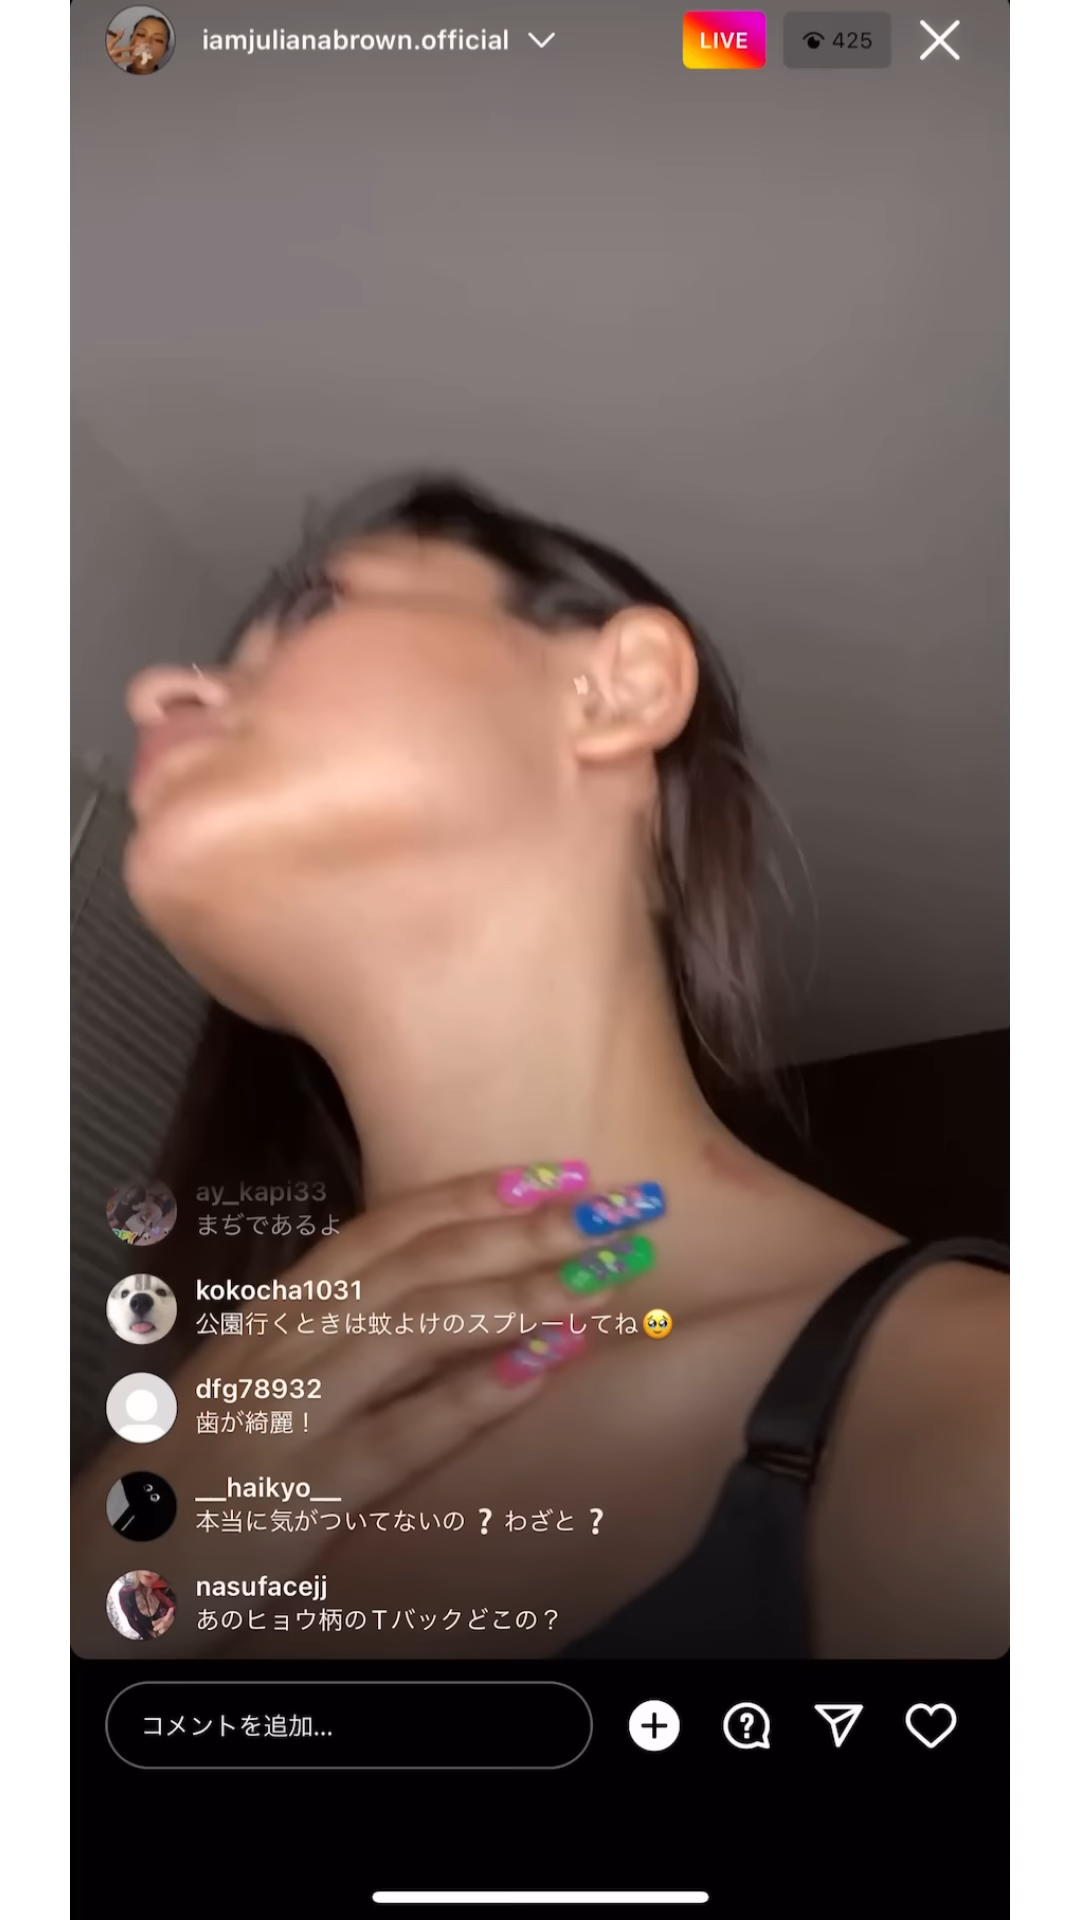 iamjulianabrown.official
LIVE
425
ay_kapi33
まぢであるよ
kokocha1031
公園行くときは蚊よけのスプレーしてね🥹
dfg78932
歯が綺麗！
__haikyo__
本当に気がついてないの❔わざと❔
nasufacejj
あのヒョウ柄のTバックどこの？
コメントを追加...